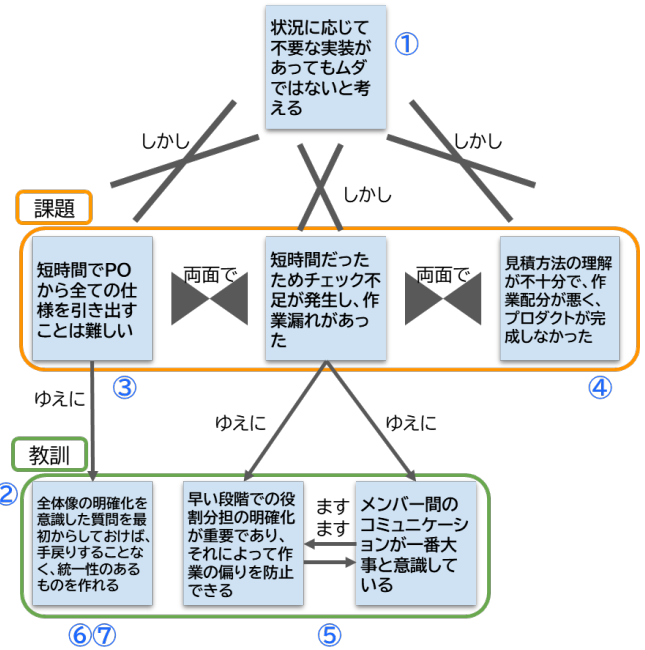 状況に応じて
不要な実装が
あってもムダ
ではないと考
える
①
しかし
しかし
しかし
課題
短時間でPO
から全ての仕
様を引き出す
ことは難しい
両面で
短時間だった
ためチェック不
足が発生し、作
業漏れがあっ
た
両面で
見積方法の理解
が不十分で、作
業配分が悪く、
プロダクトが完
成しなかった
③
④
ゆえに
ゆえに
ゆえに
教訓
②
全体像の明確化を
意識した質問を最
初からしておけば、
手戻りすることな
く、統一性のある
ものを作れる
早い段階での役
割分担の明確化
が重要であり、
それによって作
業の偏りを防止
できる
ます
ます
メンバー間の
コミュニケーシ
ョンが一番大
事と意識して
いる
⑥⑦
⑤